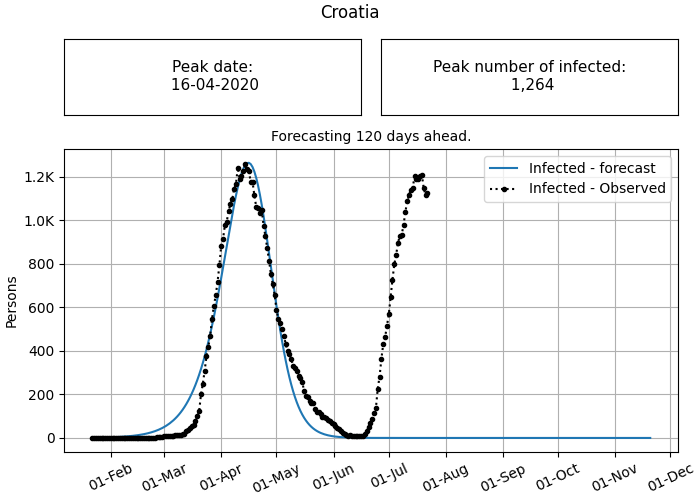 Croatia
Peak date:
16-04-2020
Peak number of infected:
1,264
Forecasting 120 days ahead.
Infected - forecast
Infected - Observed
Persons
1.2K
1.0K
800
600
400
200
0
01-Feb
01-Mar
01-Apr
01-May
01-Jun
01-Jul
01-Aug
01-Sep
01-Oct
01-Nov
01-Dec